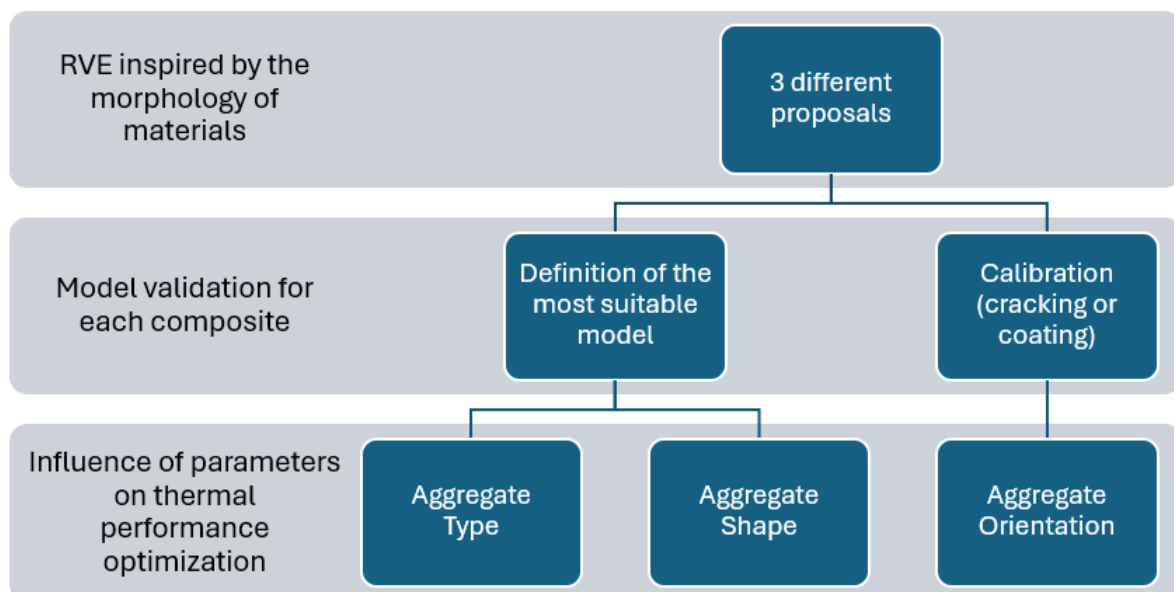 RVE inspired by the
morphology of
materials
3 different
proposals
Model validation for
each composite
Definition of the
most suitable
model
Calibration
(cracking or
coating)
Influence of parameters
on thermal
performance
optimization
Aggregate
Type
Aggregate
Shape
Aggregate
Orientation